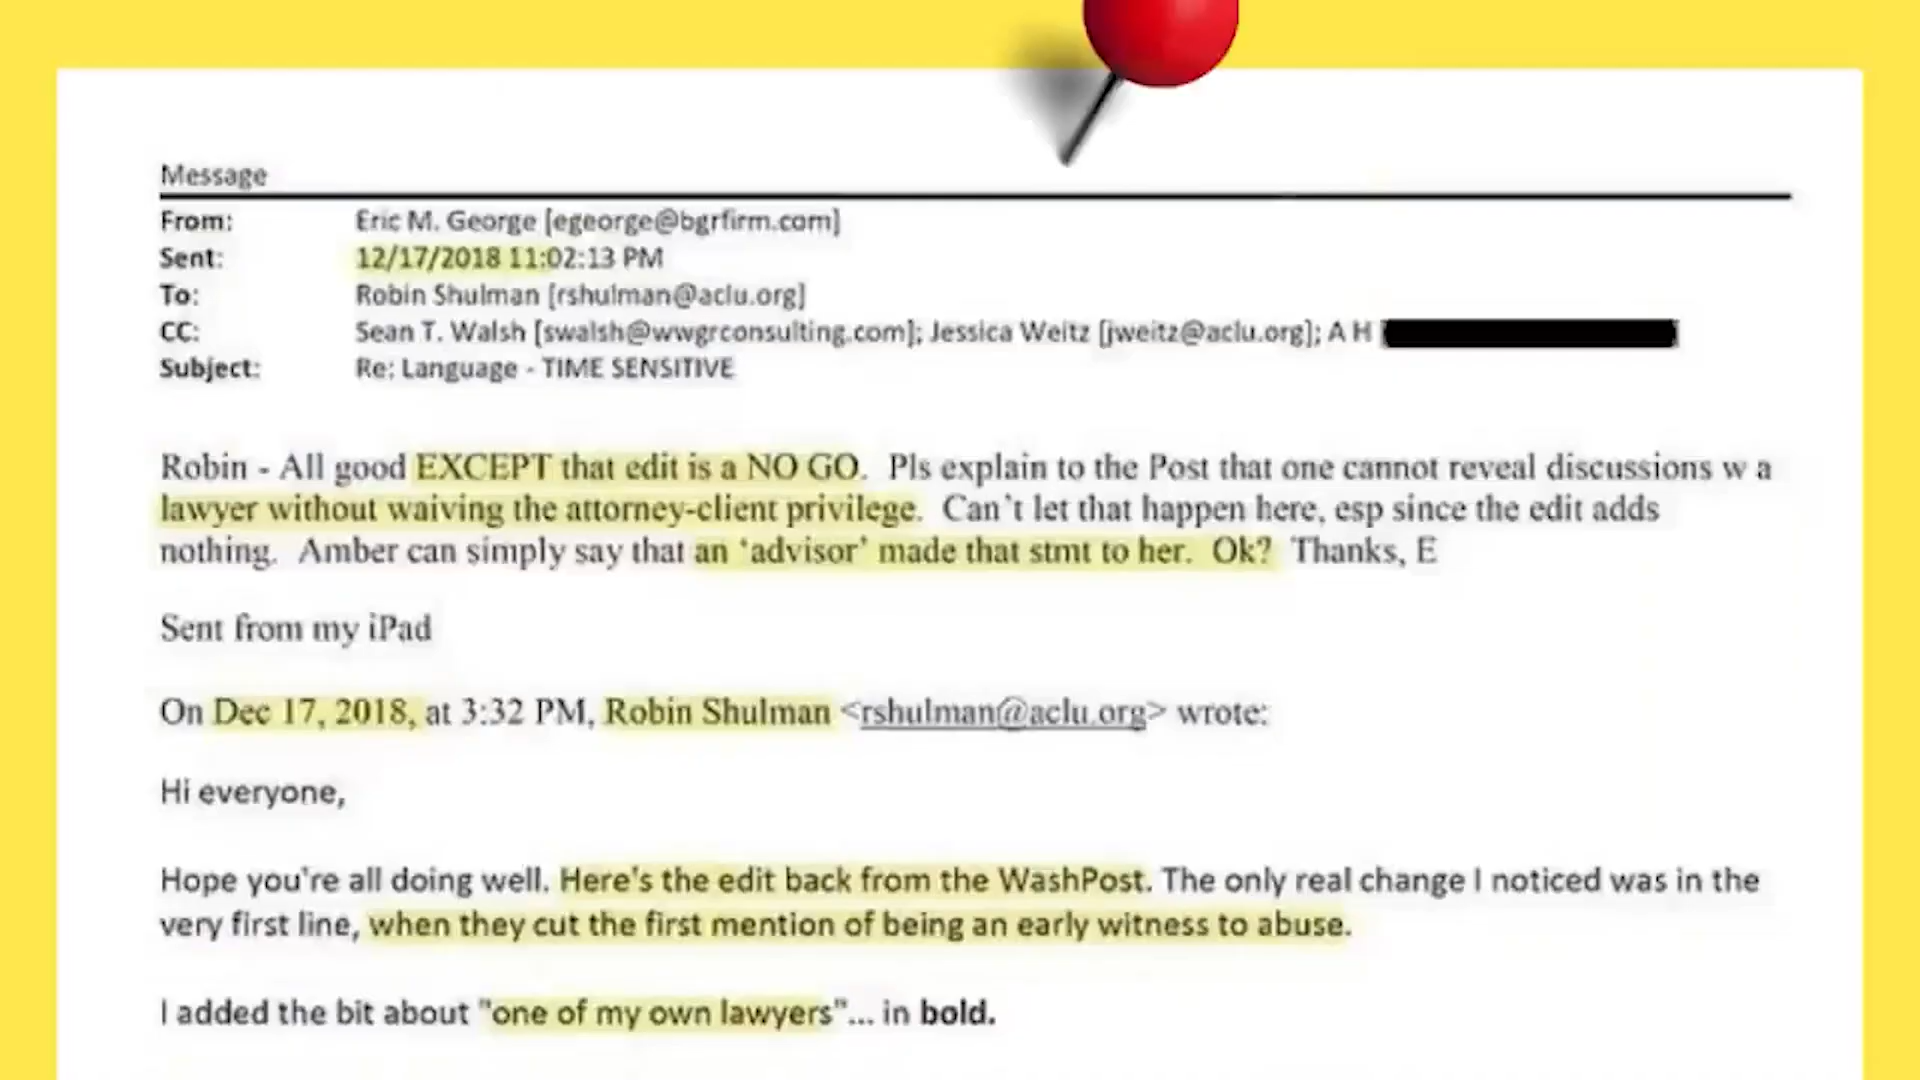 Message
From: Eric M. George [egeorge@bgrfirm.com]
Sent: 12/17/2018 11:02:13 PM
To: Robin Shulman [rshulman@aclu.org]
CC: Sean T. Walsh [swalsh@wwgrconsulting.com]; Jessica Weitz [jweitz@aclu.org]; A H
Subject: Re: Language - TIME SENSITIVE
Robin - All good EXCEPT that edit is a NO GO. Pls explain to the Post that one cannot reveal discussions w a
lawyer without waiving the attorney-client privilege. Can't let that happen here, esp since the edit adds
nothing. Amber can simply say that an 'advisor' made that stmt to her. Ok? Thanks, E
Sent from my iPad
On Dec 17, 2018, at 3:32 PM, Robin Shulman <rshulman@aclu.org> wrote:
Hi everyone,
Hope you're all doing well. Here's the edit back from the WashPost. The only real change I noticed was in the
very first line, when they cut the first mention of being an early witness to abuse.
I added the bit about "one of my own lawyers"... in bold.